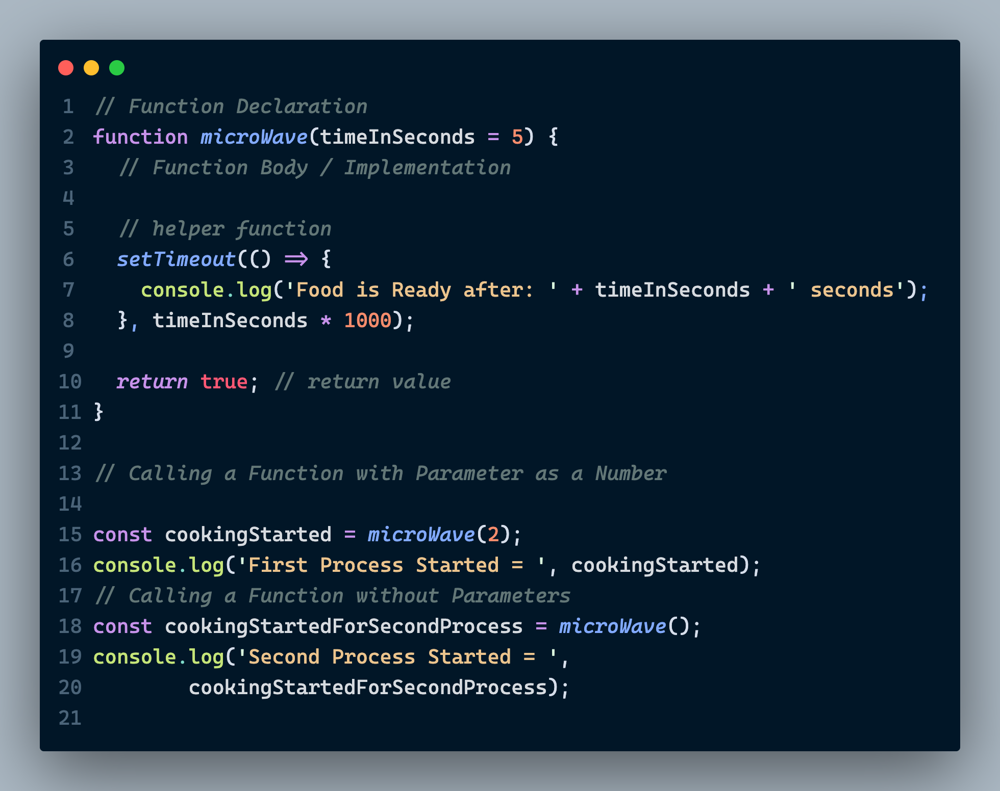 1 // Function Declaration
2 function microWave(timeInSeconds = 5) {
3   // Function Body / Implementation
4
5   // helper function
6   setTimeout(() => {
7     console.log('Food is Ready after: ' + timeInSeconds + ' seconds');
8   }, timeInSeconds * 1000);
9
10   return true; // return value
11 }
12
13 // Calling a Function with Parameter as a Number
14
15 const cookingStarted = microWave(2);
16 console.log('First Process Started = ', cookingStarted);
17 // Calling a Function without Parameters
18 const cookingStartedForSecondProcess = microWave();
19 console.log('Second Process Started = ',
20         cookingStartedForSecondProcess);
21